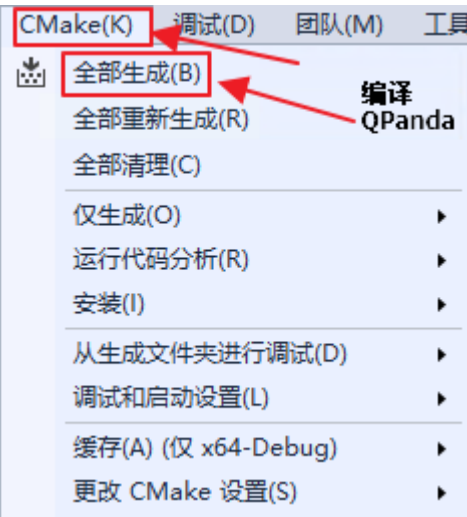 CMake(K) 调试(D) 团队(M) 工具
全部生成(B)
编译
全部重新生成(R)
QPanda
全部清理(C)
仅生成(O)
运行代码分析(R)
安装(I)
从生成文件夹进行调试(D)
调试和启动设置(L)
缓存(A) (仅 x64-Debug)
更改 CMake 设置(S)